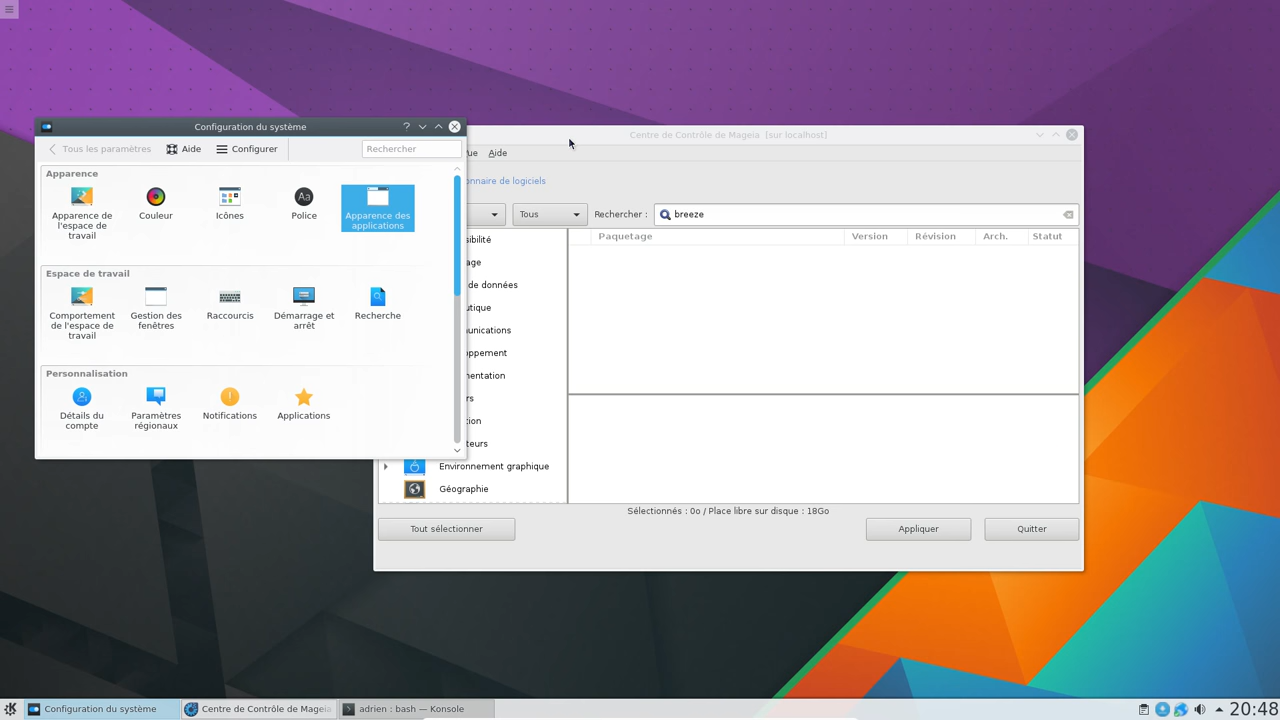 Configuration du système
Tous les paramètres
Aide
Configurer
Rechercher
Apparence
Apparence de
l'espace de
travail
Couleur
Icônes
Police
Apparence des
applications
Espace de travail
Comportement
de l'espace de
travail
Gestion des
fenêtres
Raccourcis
Démarrage et
arrêt
Recherche
Personnalisation
Détails du
compte
Paramètres
régionaux
Notifications
Applications
Centre de Contrôle de Mageia [sur localhost]
ue Aide
nnaire de logiciels
Tous
Rechercher :
breeze
Paquetage Version Révision Arch. Statut
sibilité
age
de données
utique
unications
oppement
nentation
rs
tion
teurs
Environnement graphique
Géographie
Sélectionnés : 0o / Place libre sur disque : 18Go
Tout sélectionner
Appliquer
Quitter
Configuration du système
Centre de Contrôle de Mageia
adrien : bash — Konsole
20:48